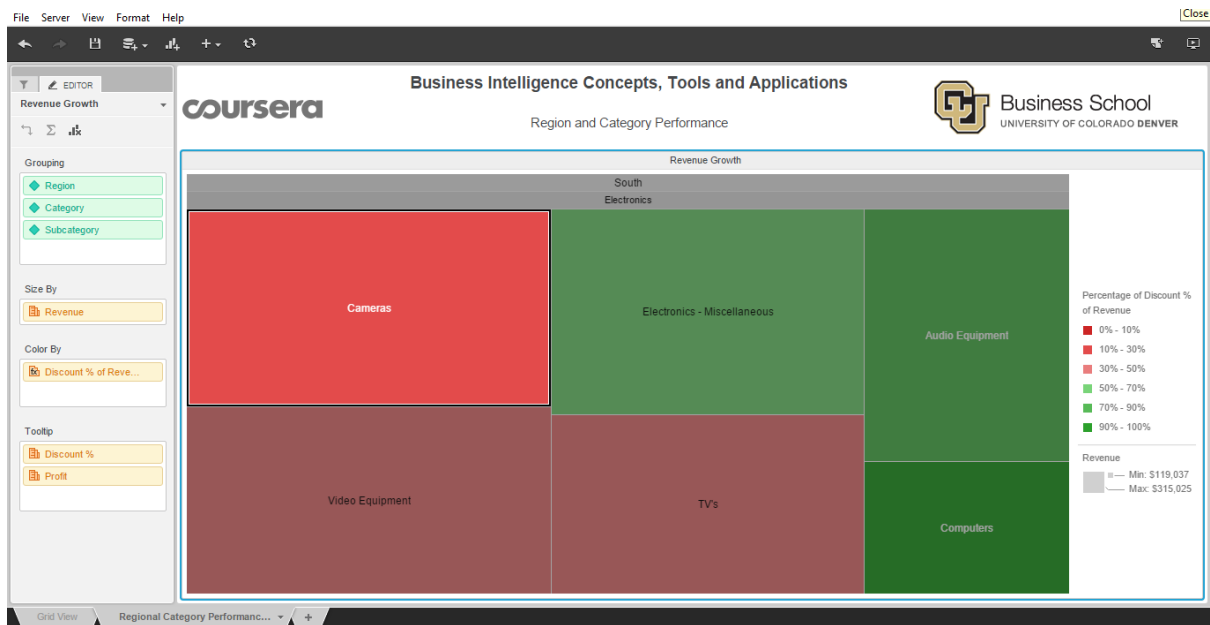 File Server View Format Help
Close
EDITOR
Revenue Growth
Grouping
Region
Category
Subcategory
Size By
Revenue
Color By
Discount % of Reve...
Tooltip
Discount %
Profit
coursera
Business Intelligence Concepts, Tools and Applications
Region and Category Performance
CU
Business School
UNIVERSITY OF COLORADO DENVER
Revenue Growth
South
Electronics
Cameras
Electronics - Miscellaneous
Audio Equipment
Video Equipment
TV's
Computers
Percentage of Discount %
of Revenue
0% - 10%
10% - 30%
30% - 50%
50% - 70%
70% - 90%
90% - 100%
Revenue
Min: $119,037
Max: $315,025
Grid View
Regional Category Performanc...